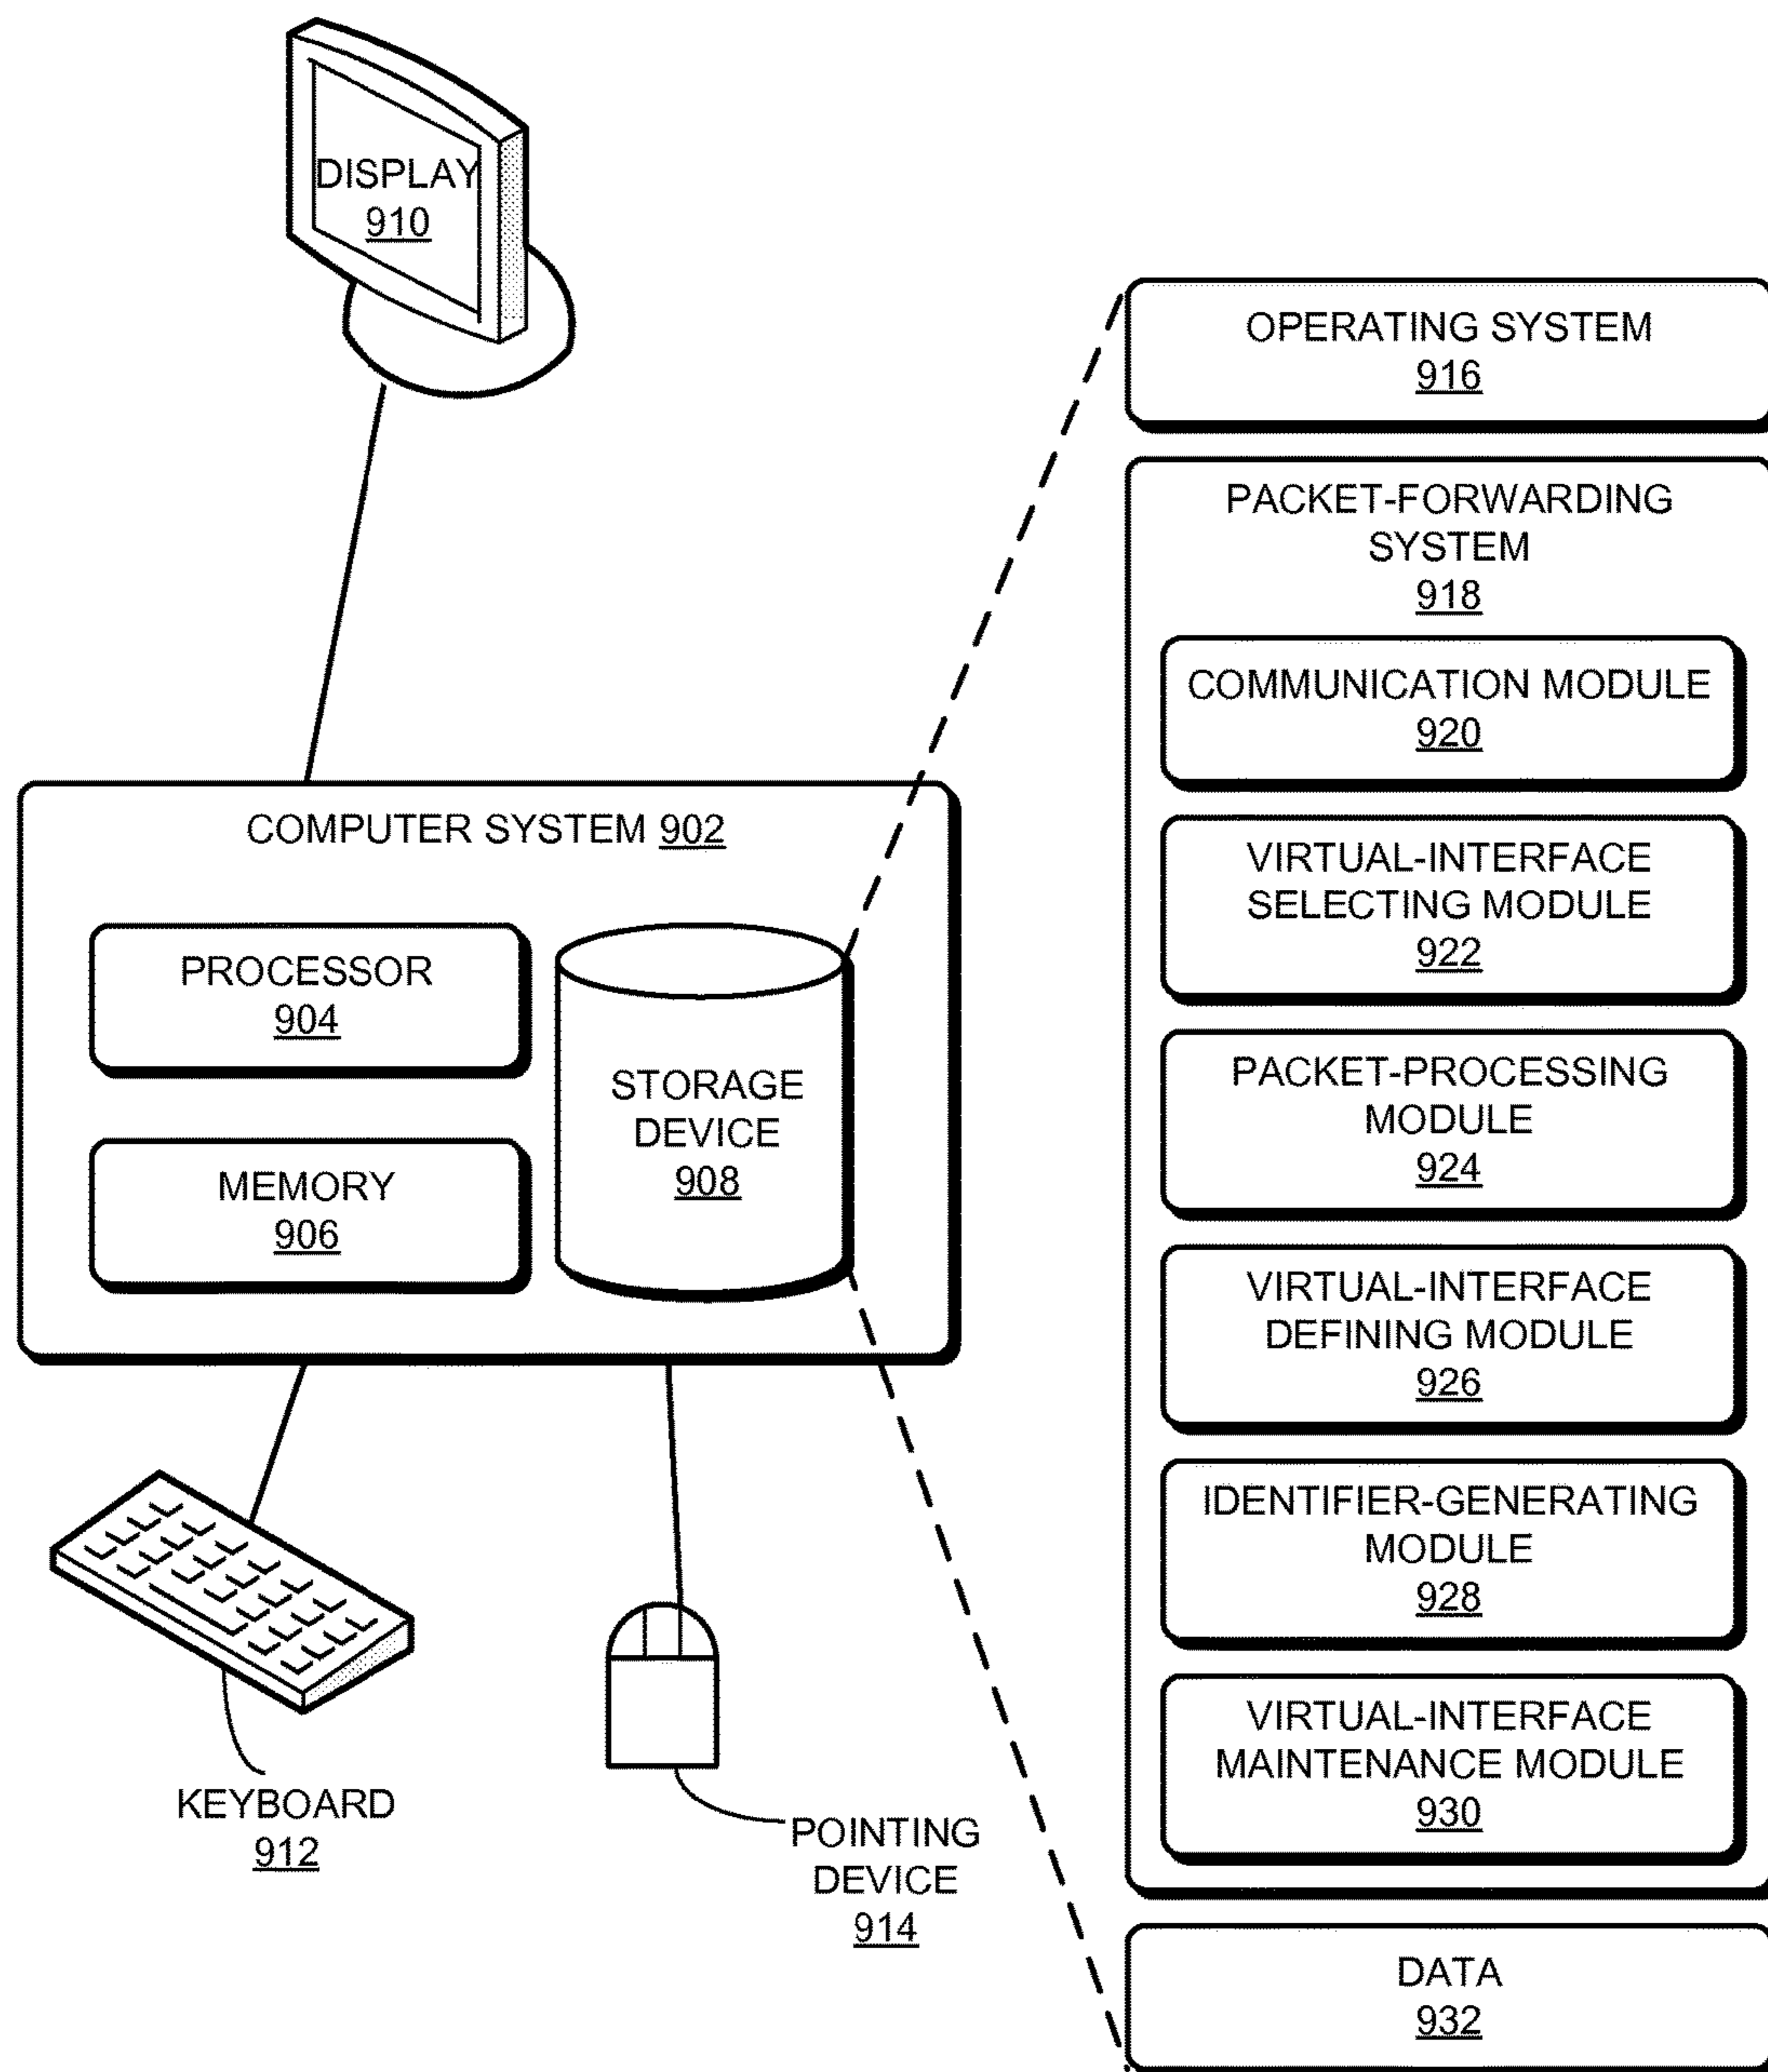 DISPLAY
910
COMPUTER SYSTEM 902
PROCESSOR
904
MEMORY
906
STORAGE
DEVICE
908
KEYBOARD
912
POINTING
DEVICE
914
OPERATING SYSTEM
916
PACKET-FORWARDING
SYSTEM
918
COMMUNICATION MODULE
920
VIRTUAL-INTERFACE
SELECTING MODULE
922
PACKET-PROCESSING
MODULE
924
VIRTUAL-INTERFACE
DEFINING MODULE
926
IDENTIFIER-GENERATING
MODULE
928
VIRTUAL-INTERFACE
MAINTENANCE MODULE
930
DATA
932